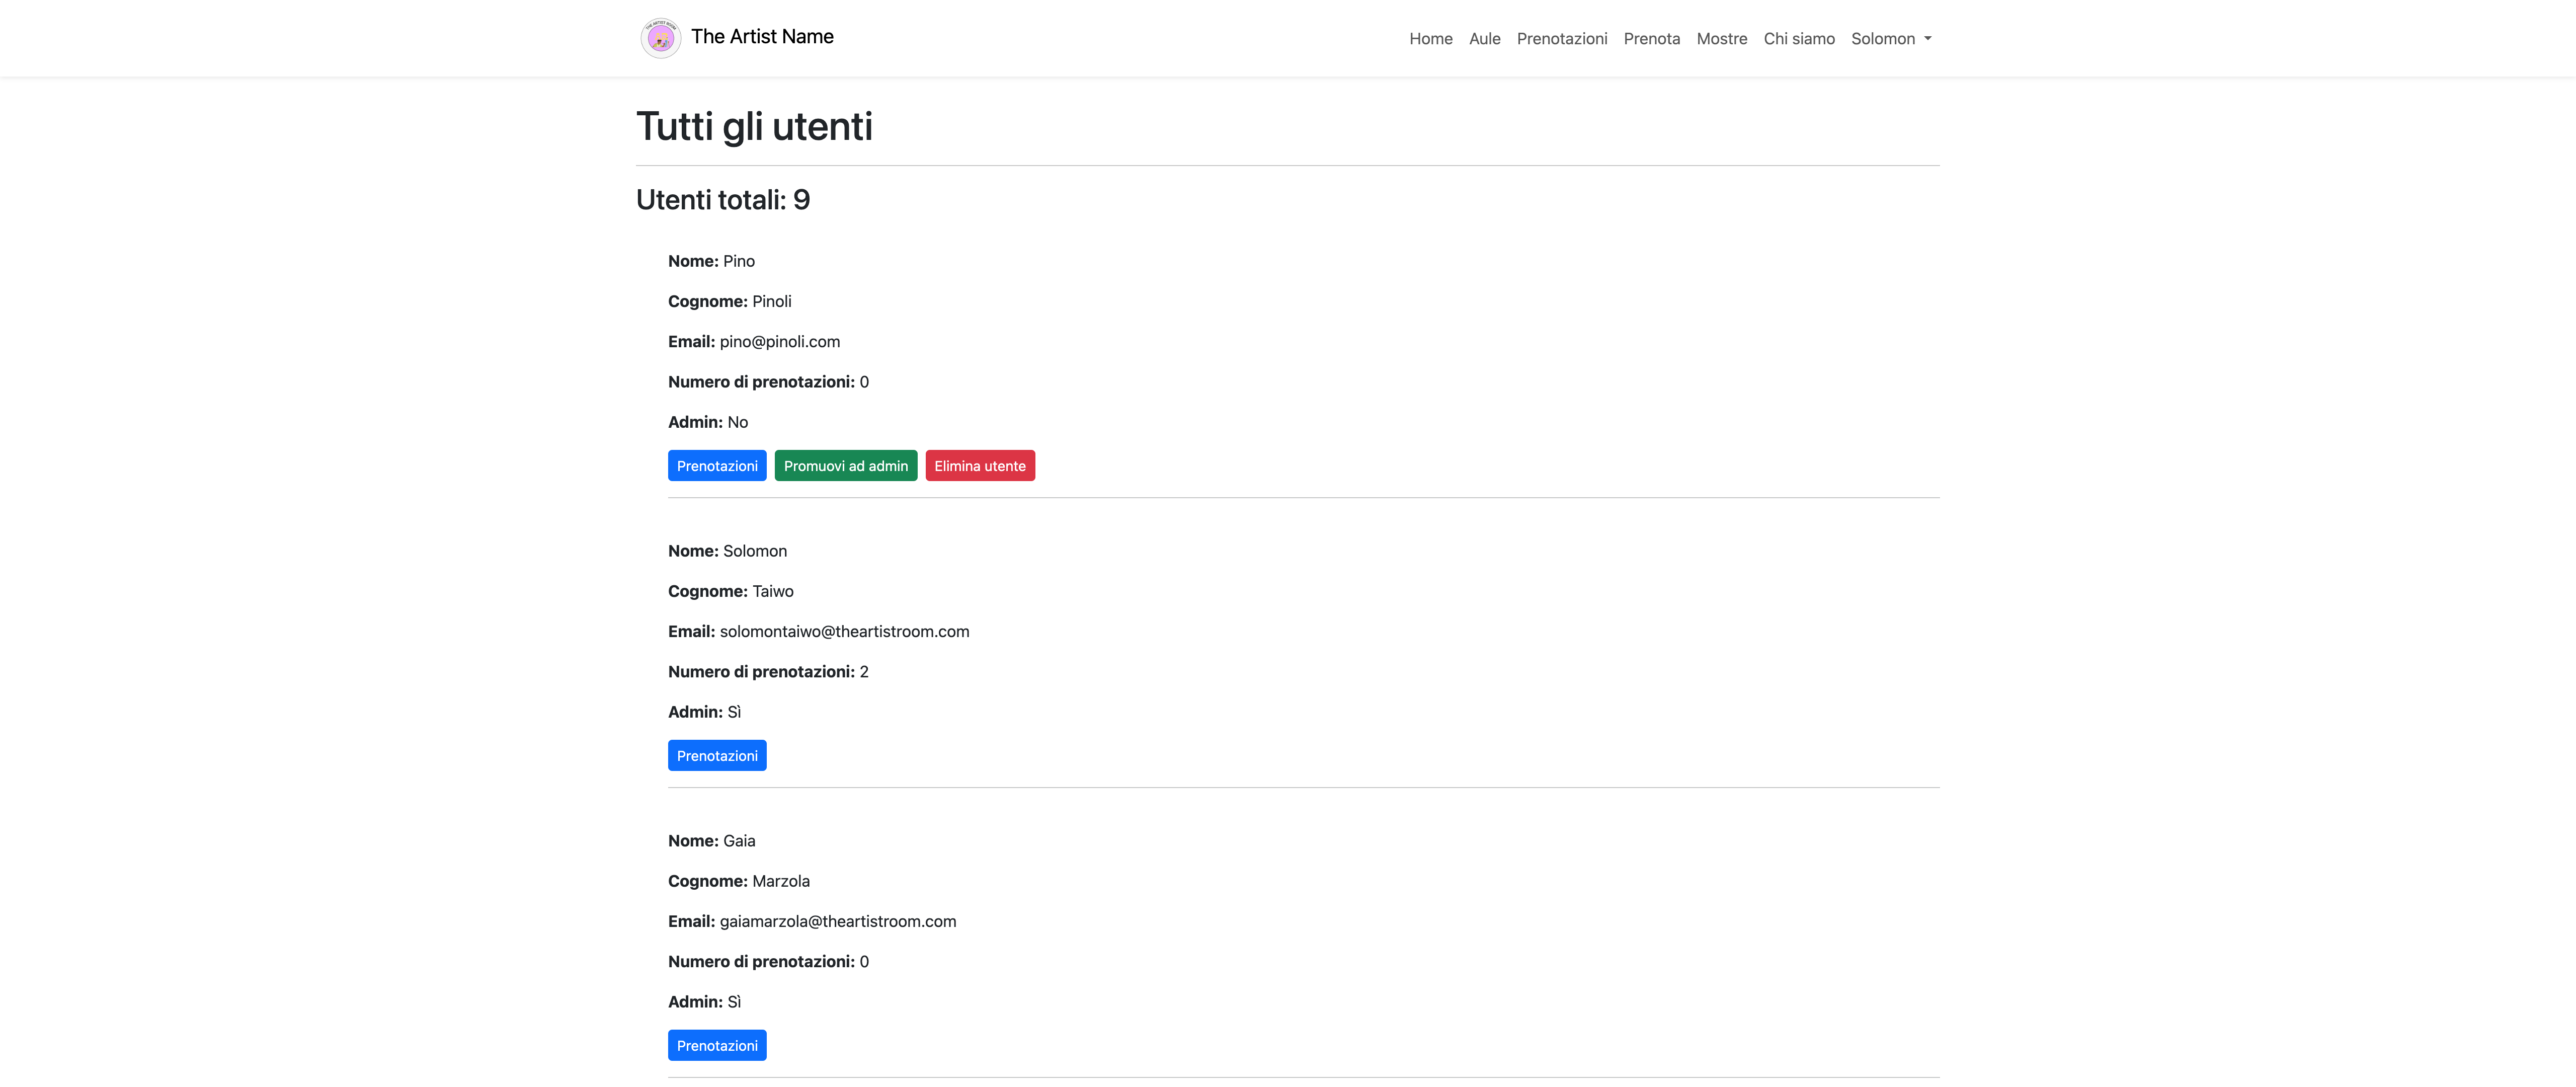 THE ARTIST ROOM
The Artist Name
Home Aule Prenotazioni Prenota Mostre Chi siamo Solomon
Tutti gli utenti
Utenti totali: 9
Nome: Pino
Cognome: Pinoli
Email: pino@pinoli.com
Numero di prenotazioni: 0
Admin: No
Prenotazioni Promuovi ad admin Elimina utente
Nome: Solomon
Cognome: Taiwo
Email: solomontaiwo@theartistroom.com
Numero di prenotazioni: 2
Admin: Sì
Prenotazioni
Nome: Gaia
Cognome: Marzola
Email: gaiamarzola@theartistroom.com
Numero di prenotazioni: 0
Admin: Sì
Prenotazioni